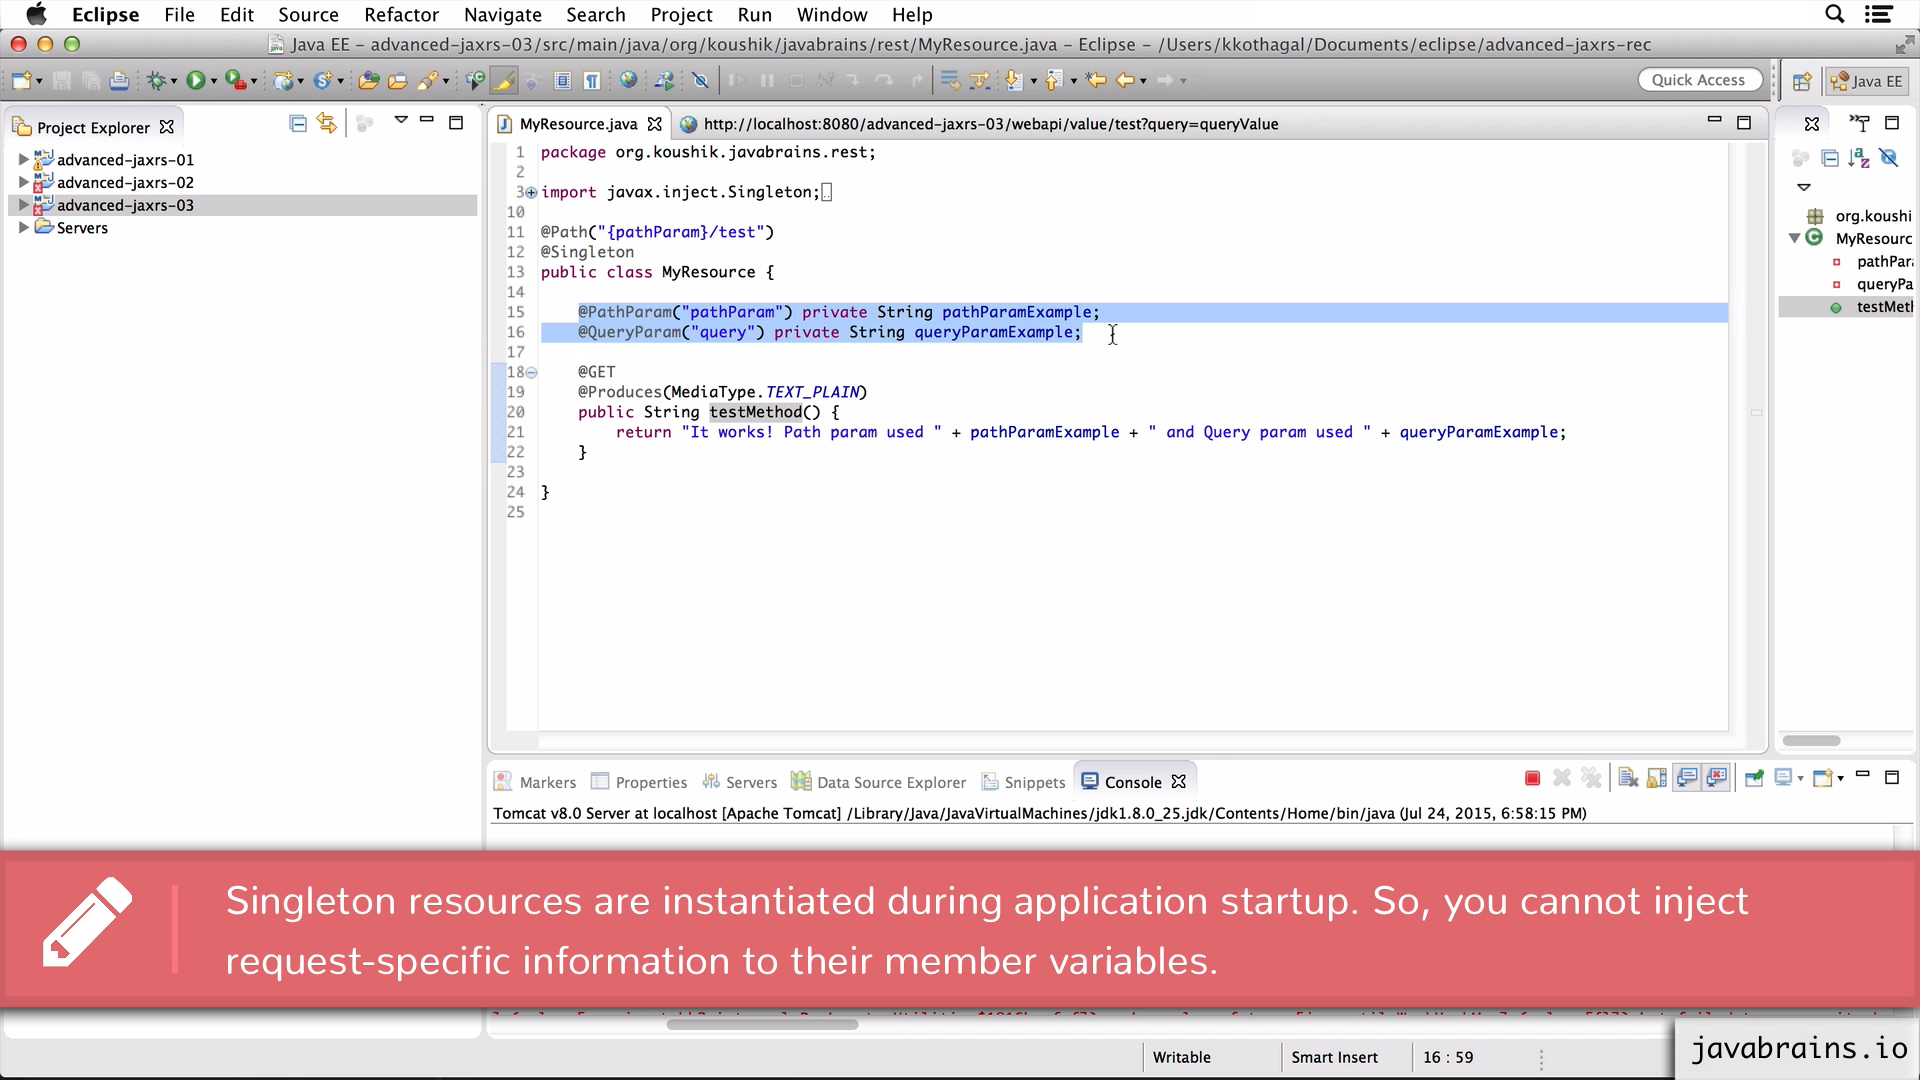 Eclipse File Edit Source Refactor Navigate Search Project Run Window Help
Java EE – advanced-jaxrs-03/src/main/java/org/koushik/javabrains/rest/MyResource.java – Eclipse – /Users/kkothagal/Documents/eclipse/advanced-jaxrs-rec
Quick Access
Java EE
Project Explorer
advanced-jaxrs-01
advanced-jaxrs-02
advanced-jaxrs-03
Servers
MyResource.java
http://localhost:8080/advanced-jaxrs-03/webapi/value/test?query=queryValue
1 package org.koushik.javabrains.rest;
2
3 import javax.inject.Singleton;
10
11 @Path("{pathParam}/test")
12 @Singleton
13 public class MyResource {
14
15 @PathParam("pathParam") private String pathParamExample;
16 @QueryParam("query") private String queryParamExample;
17
18 @GET
19 @Produces(MediaType.TEXT_PLAIN)
20 public String testMethod() {
21 return "It works! Path param used " + pathParamExample + " and Query param used " + queryParamExample;
22 }
23
24 }
25
org.koushi
MyResourc
pathPar
queryPa
testMeth
Markers Properties Servers Data Source Explorer Snippets Console
Tomcat v8.0 Server at localhost [Apache Tomcat] /Library/Java/JavaVirtualMachines/jdk1.8.0_25.jdk/Contents/Home/bin/java (Jul 24, 2015, 6:58:15 PM)
Singleton resources are instantiated during application startup. So, you cannot inject
request-specific information to their member variables.
Writable
Smart Insert
16 : 59
javabrains.io